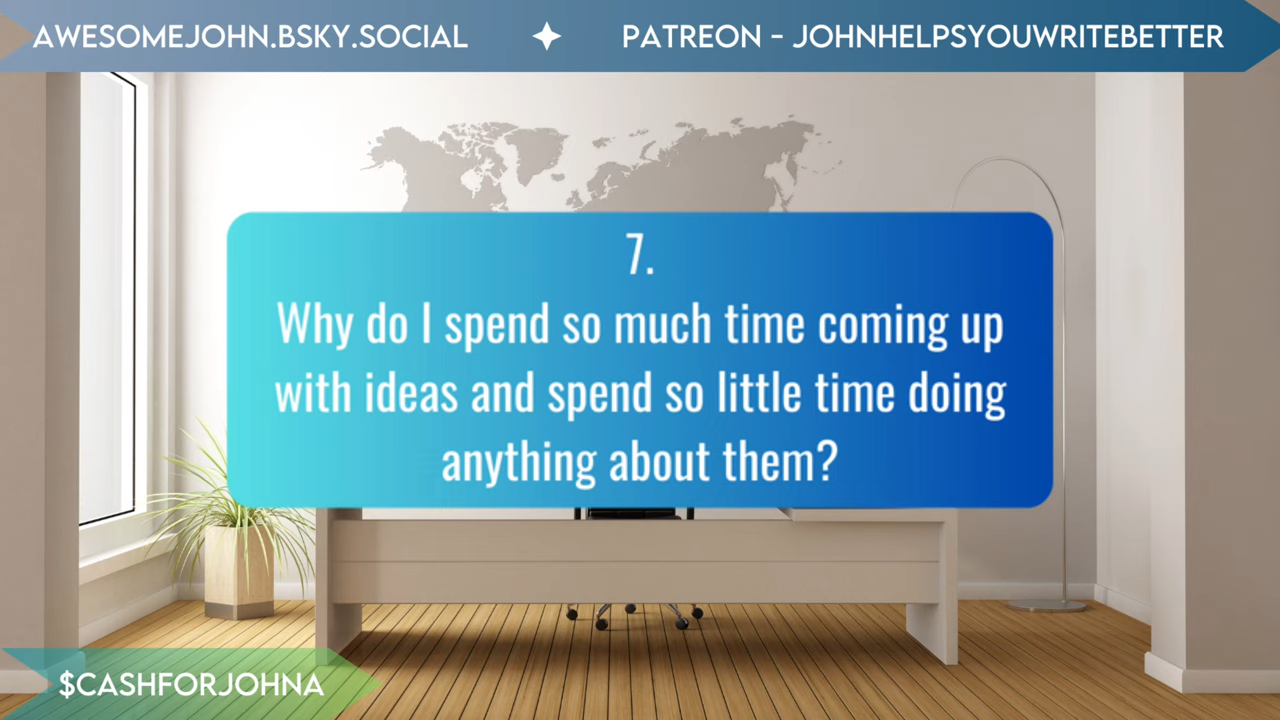 AWESOMEJOHN.BSKY.SOCIAL
PATREON - JOHNHELPSYOUWRITEBETTER
7.
Why do I spend so much time coming up
with ideas and spend so little time doing
anything about them?
$CASHFORJOHNA